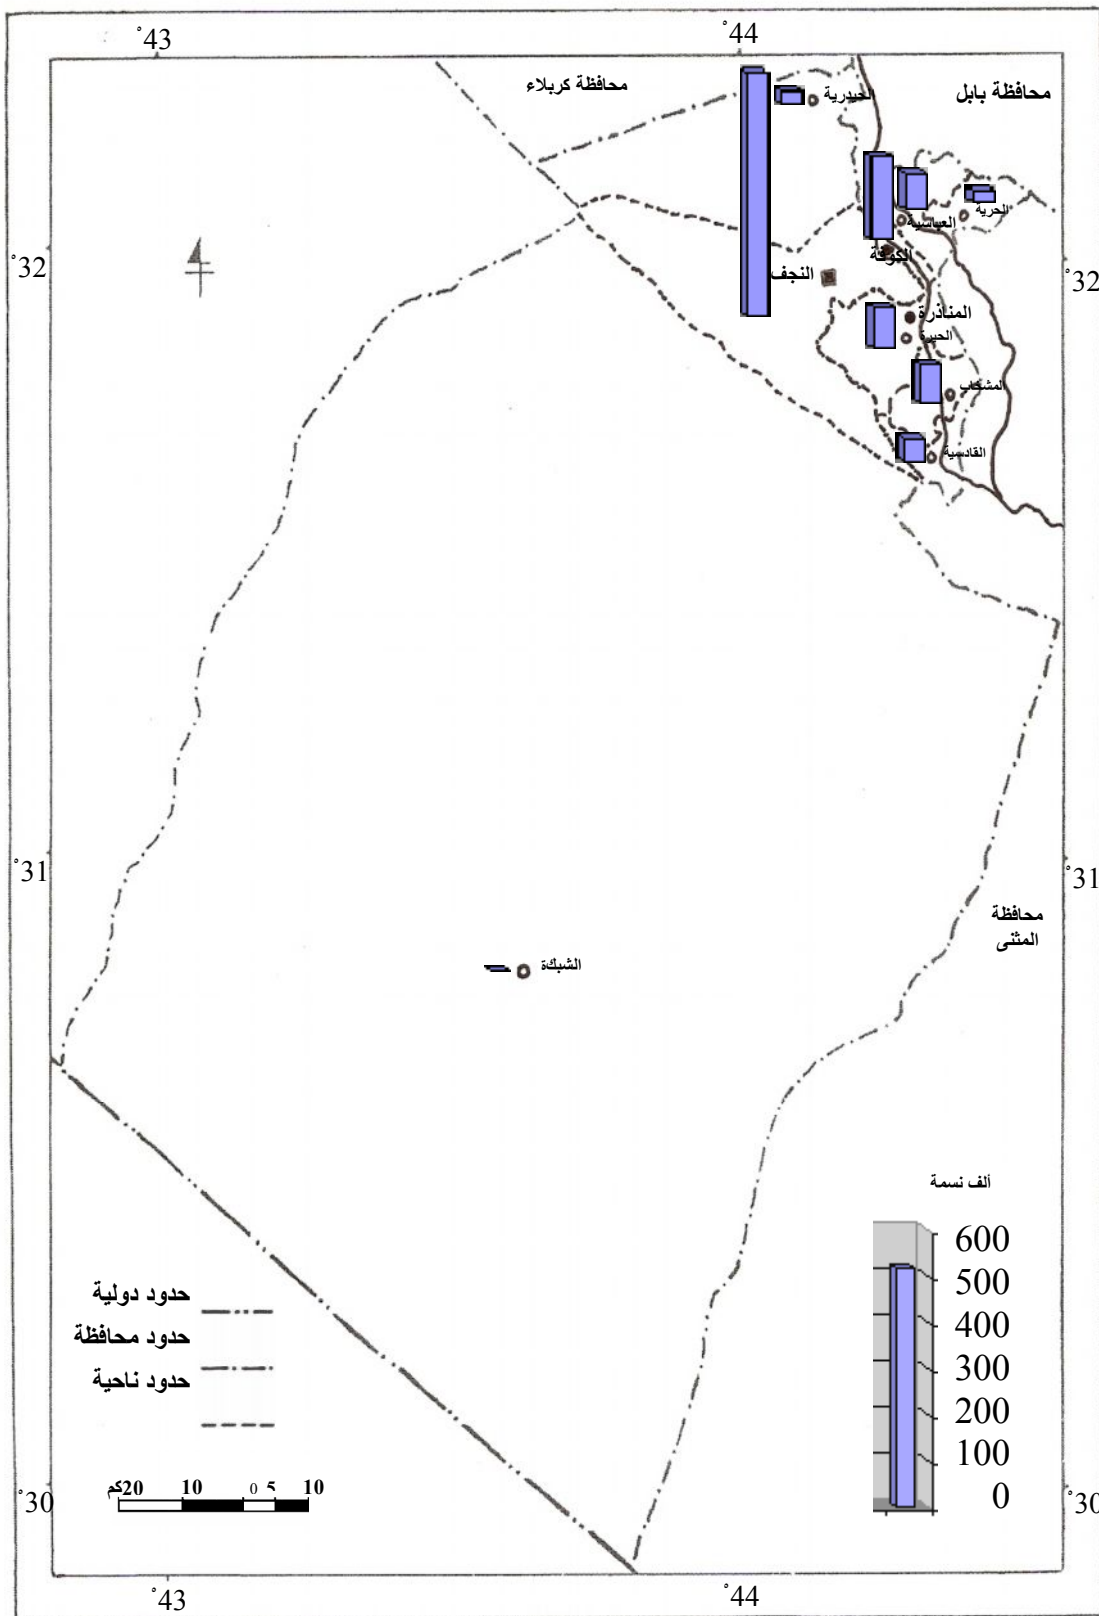 ˚43
˚44
محافظة كربلاء
محافظة بابل
الحيدرية
الحرية
العباسية
الكوفة
˚32
˚32
النجف
المناذرة
الحيرة
المشخاب
القادسية
˚31
˚31
محافظة
المثنى
الشبكة
ألف نسمة
600
500
400
300
200
100
0
حدود دولية
حدود محافظة
حدود ناحية
كم20 10 0 5 10
˚30
˚30
˚43
˚44